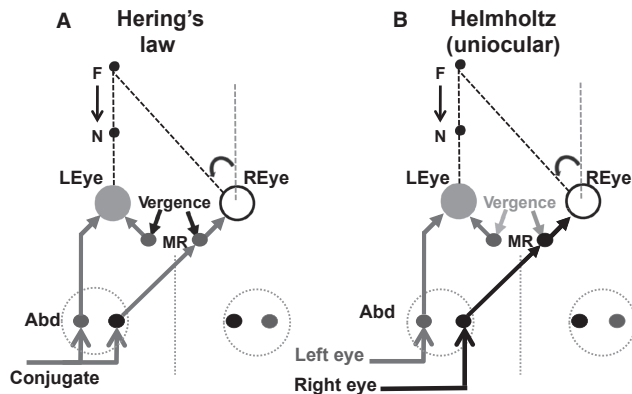 A
Hering's
law
F
N
LEye
REye
Vergence
MR
Abd
Conjugate
B
Helmholtz
(uniocular)
F
N
LEye
REye
Vergence
MR
Abd
Left eye
Right eye